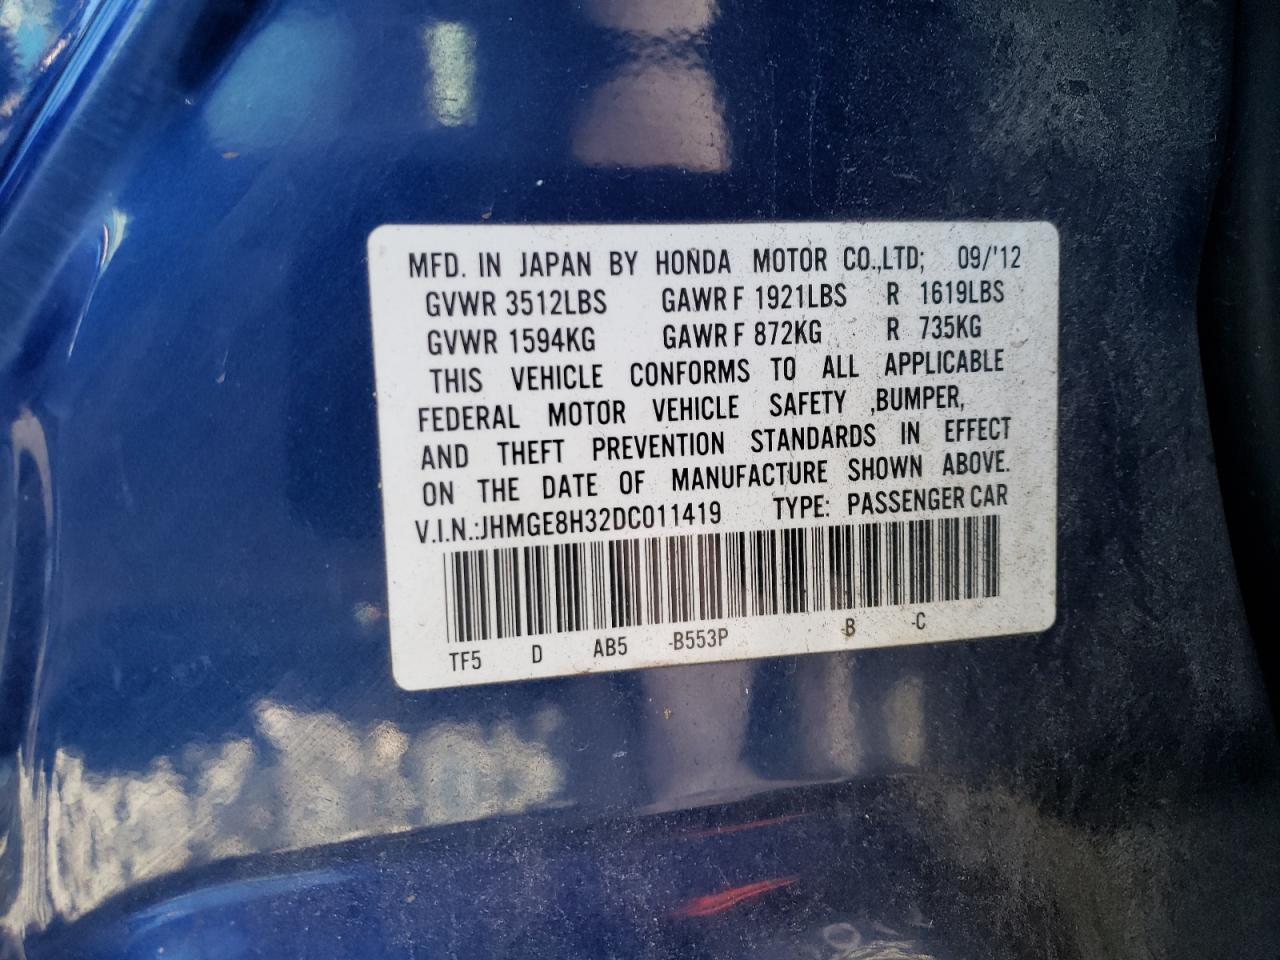 MFD. IN JAPAN BY HONDA MOTOR CO.,LTD; 09/'12
GVWR 3512LBS GAWR F 1921LBS R 1619LBS
GVWR 1594KG GAWR F 872KG R 735KG
THIS VEHICLE CONFORMS TO ALL APPLICABLE
FEDERAL MOTOR VEHICLE SAFETY ,BUMPER,
AND THEFT PREVENTION STANDARDS IN EFFECT
ON THE DATE OF MANUFACTURE SHOWN ABOVE.
V.I.N.:JHMGE8H32DC011419 TYPE: PASSENGER CAR
TF5 D AB5 -B553P -B -C